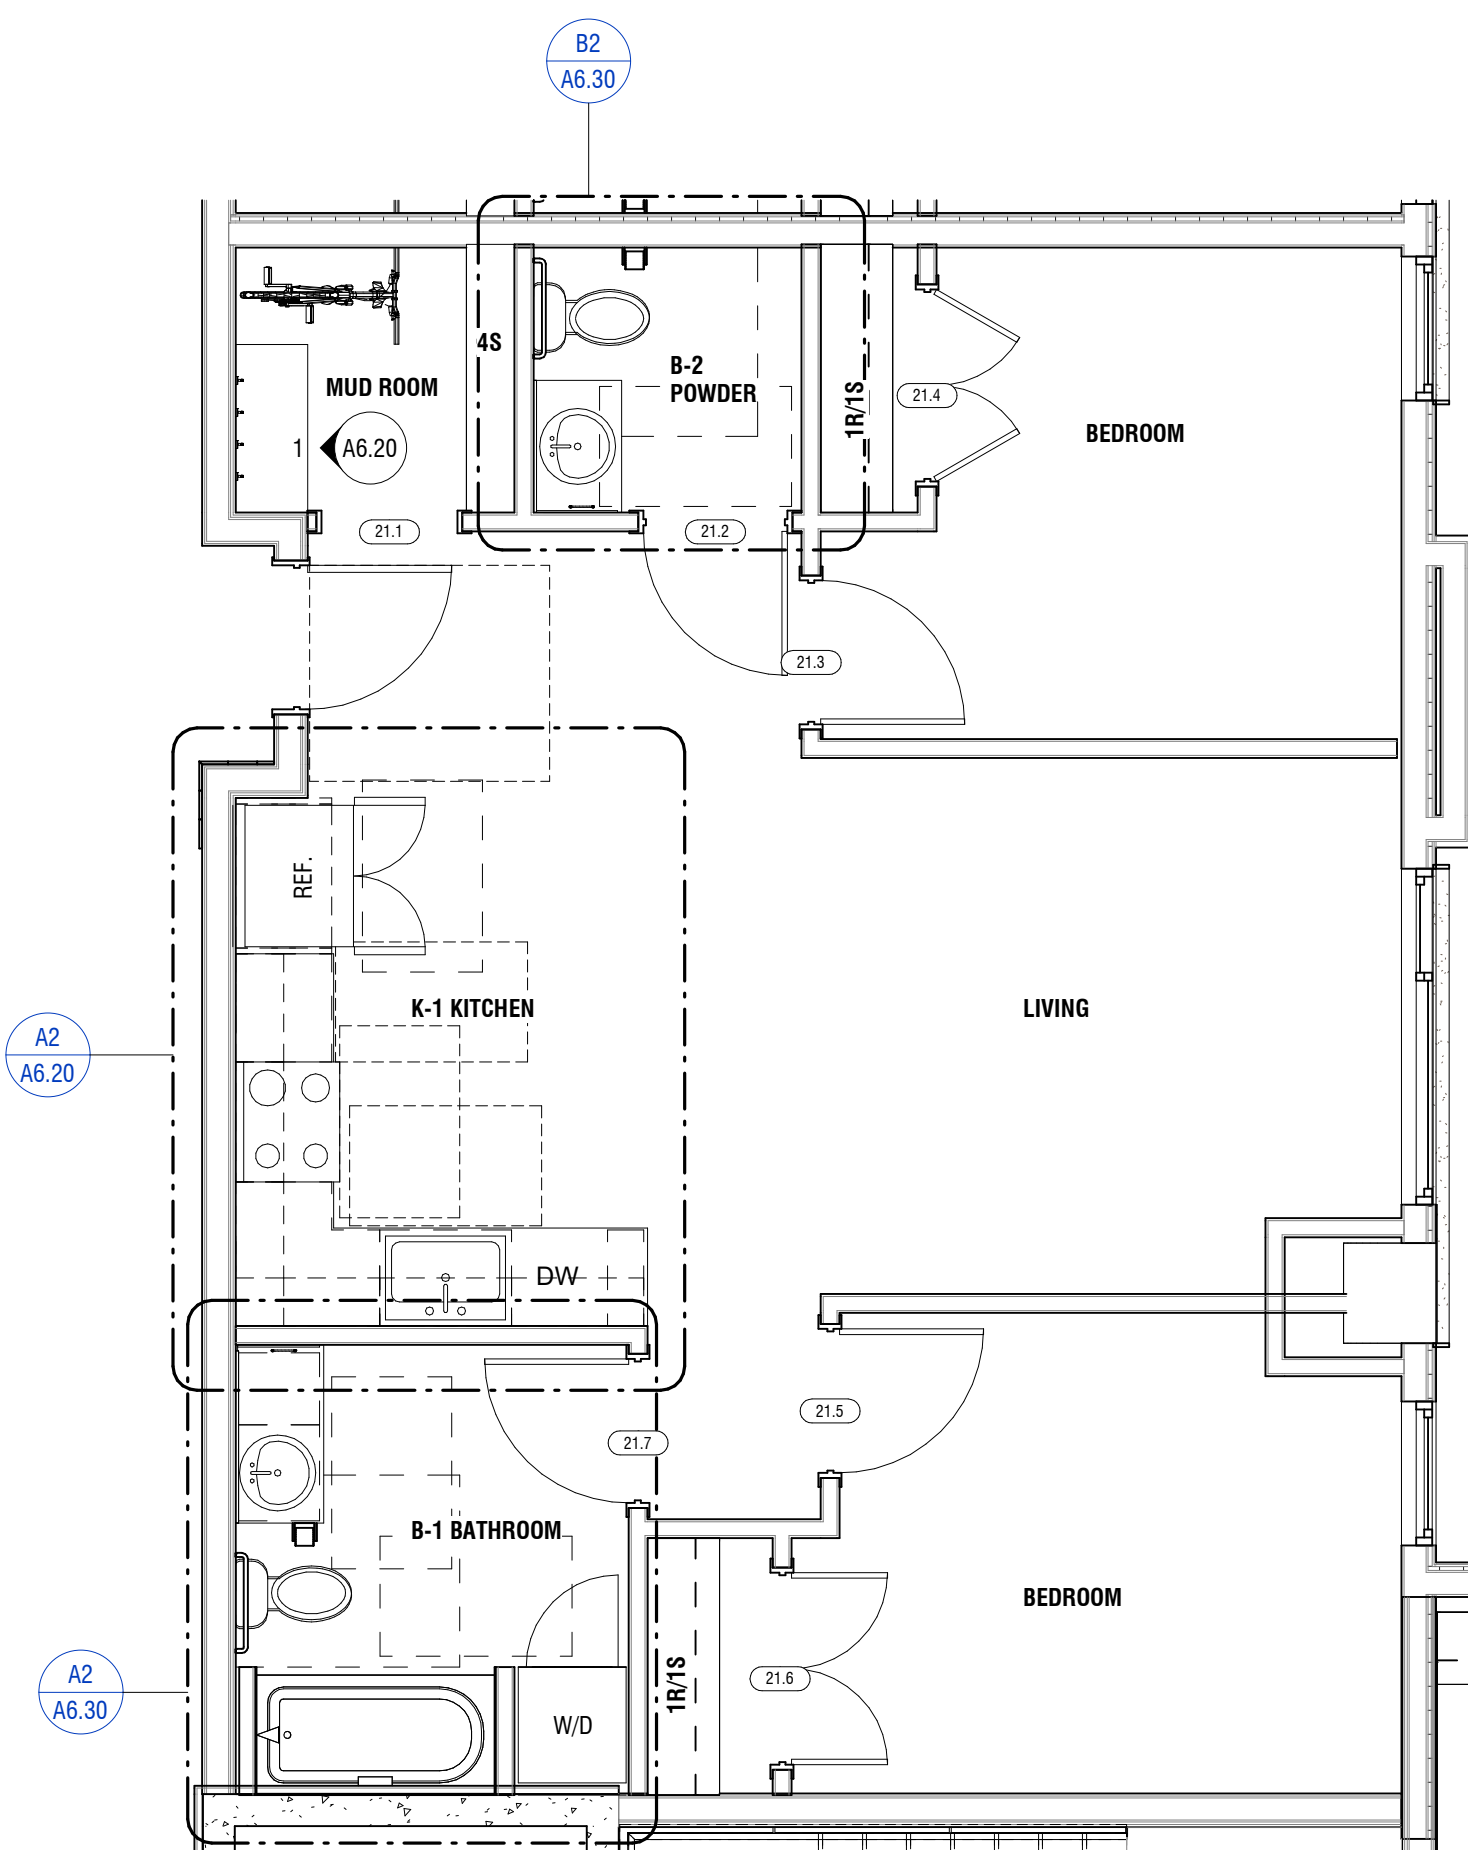 B2
A6.30
4S
MUD ROOM
B-2
POWDER
1R/1S
21.4
BEDROOM
1
A6.20
21.1
21.2
21.3
REF.
K-1 KITCHEN
LIVING
A2
A6.20
DW
21.5
21.7
B-1 BATHROOM
BEDROOM
A2
A6.30
1R/1S
21.6
W/D